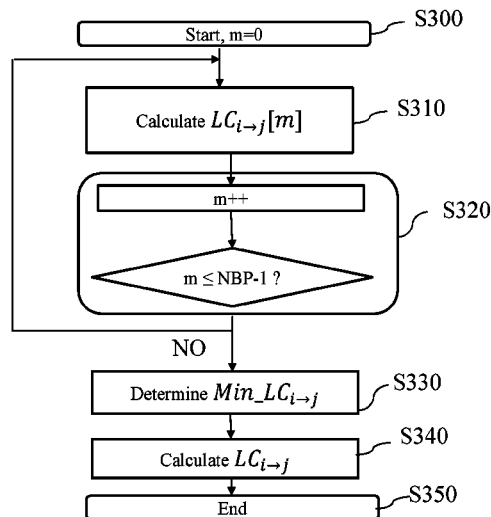 S300
Start, m=0
S310
Calculate LC_{i→j}[m]
S320
m++
m ≤ NBP-1 ?
NO
S330
Determine Min_LC_{i→j}
S340
Calculate LC_{i→j}
S350
End